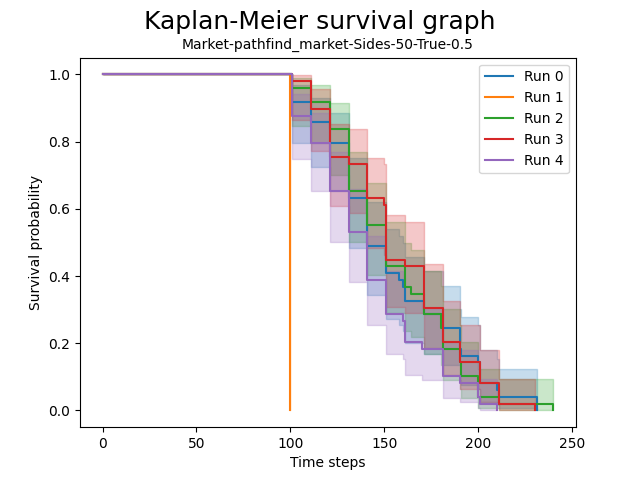 Kaplan-Meier survival graph
Market-pathfind_market-Sides-50-True-0.5
Survival probability
1.0
0.8
0.6
0.4
0.2
0.0
Run 0
Run 1
Run 2
Run 3
Run 4
0 50 100 150 200 250
Time steps